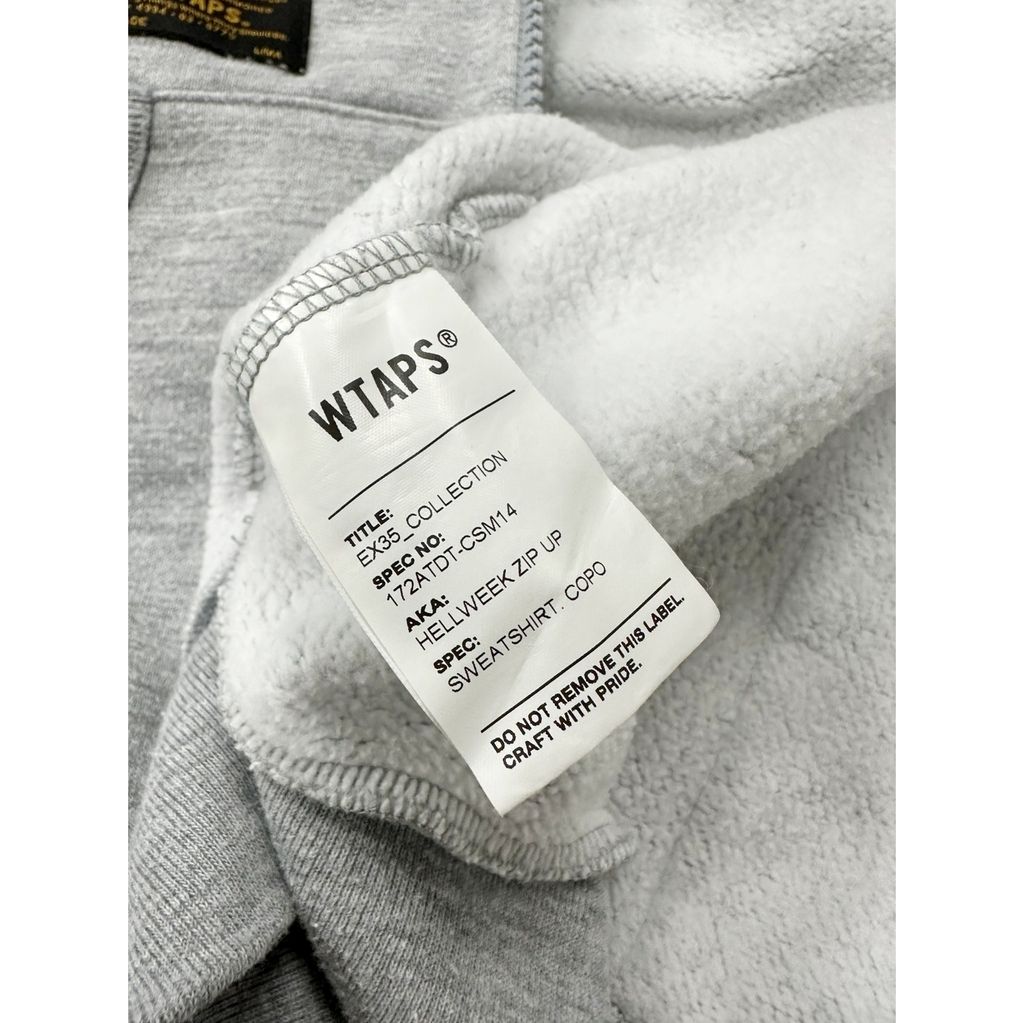 TAPS.
WTAPS®
TITLE:
EX35_COLLECTION
SPEC NO:
172ATDT-CSM14
AKA:
HELLWEEK ZIP UP
SPEC:
SWEATSHIRT. COPO
DO NOT REMOVE THIS LABEL.
CRAFT WITH PRIDE.